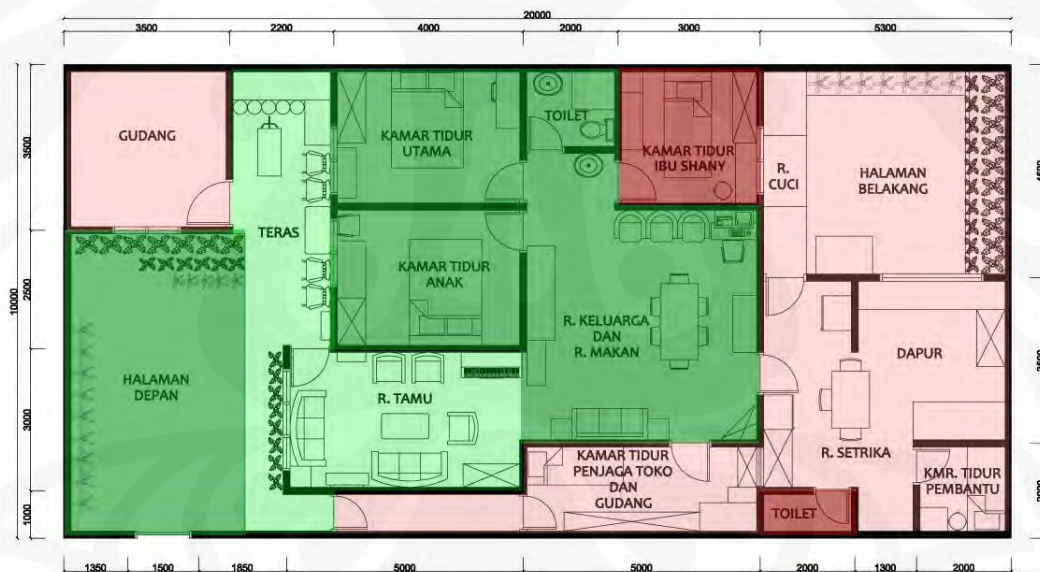 20000
3500 2200 4000 2000 3000 5300
GUDANG
TERAS
KAMAR TIDUR
UTAMA
TOILET
KAMAR TIDUR
IBU SHANY
R.
CUCI
HALAMAN
BELAKANG
KAMAR TIDUR
ANAK
R. KELUARGA
DAN
R. MAKAN
HALAMAN
DEPAN
R. TAMU
DAPUR
R. SETRIKA
KAMAR TIDUR
PENJAGA TOKO
DAN
GUDANG
TOILET
KMR. TIDUR
PEMBANTU
10000
3500
2500
3000
1000
1350 1500 1850 5000 5000 2000 1300 2000